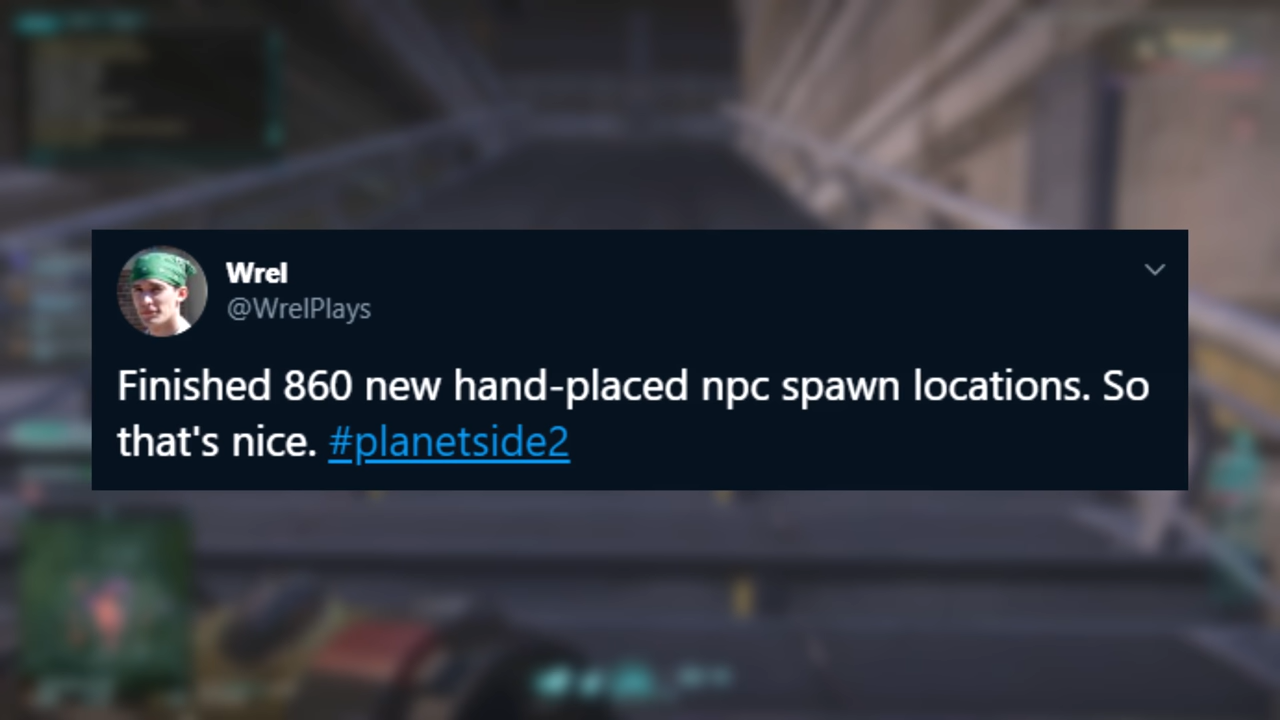 Wrel
@WrelPlays
Finished 860 new hand-placed npc spawn locations. So
that's nice. #planetside2